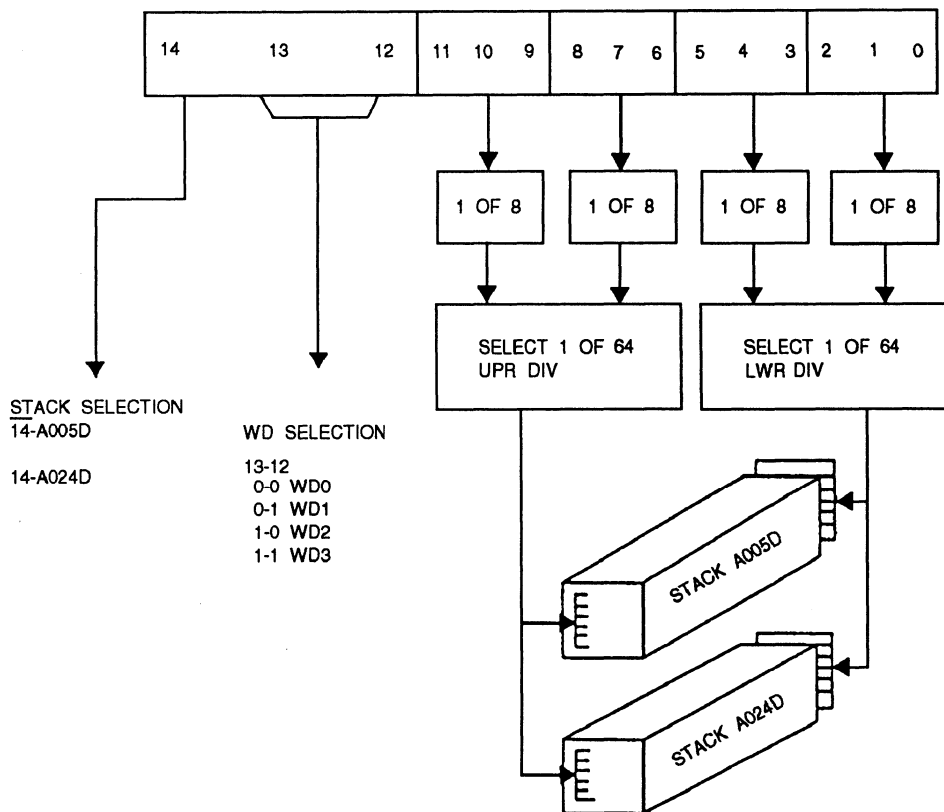 14 13 12 11 10 9 8 7 6 5 4 3 2 1 0
1 OF 8
1 OF 8
1 OF 8
1 OF 8
SELECT 1 OF 64
UPR DIV
SELECT 1 OF 64
LWR DIV
STACK SELECTION
14-A005D
14-A024D
WD SELECTION
13-12
0-0 WD0
0-1 WD1
1-0 WD2
1-1 WD3
STACK A005D
STACK A024D